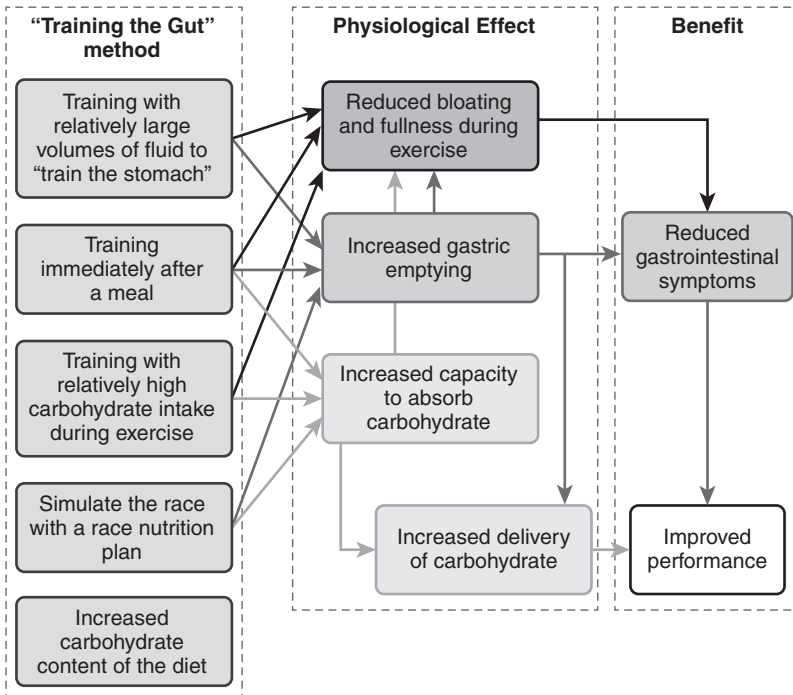 “Training the Gut”
method
Training with
relatively large
volumes of fluid to
“train the stomach”
Training
immediately after
a meal
Training with
relatively high
carbohydrate intake
during exercise
Simulate the race
with a race nutrition
plan
Increased
carbohydrate
content of the diet
Physiological Effect
Reduced bloating
and fullness during
exercise
Increased gastric
emptying
Increased capacity
to absorb
carbohydrate
Increased delivery
of carbohydrate
Benefit
Reduced
gastrointestinal
symptoms
Improved
performance